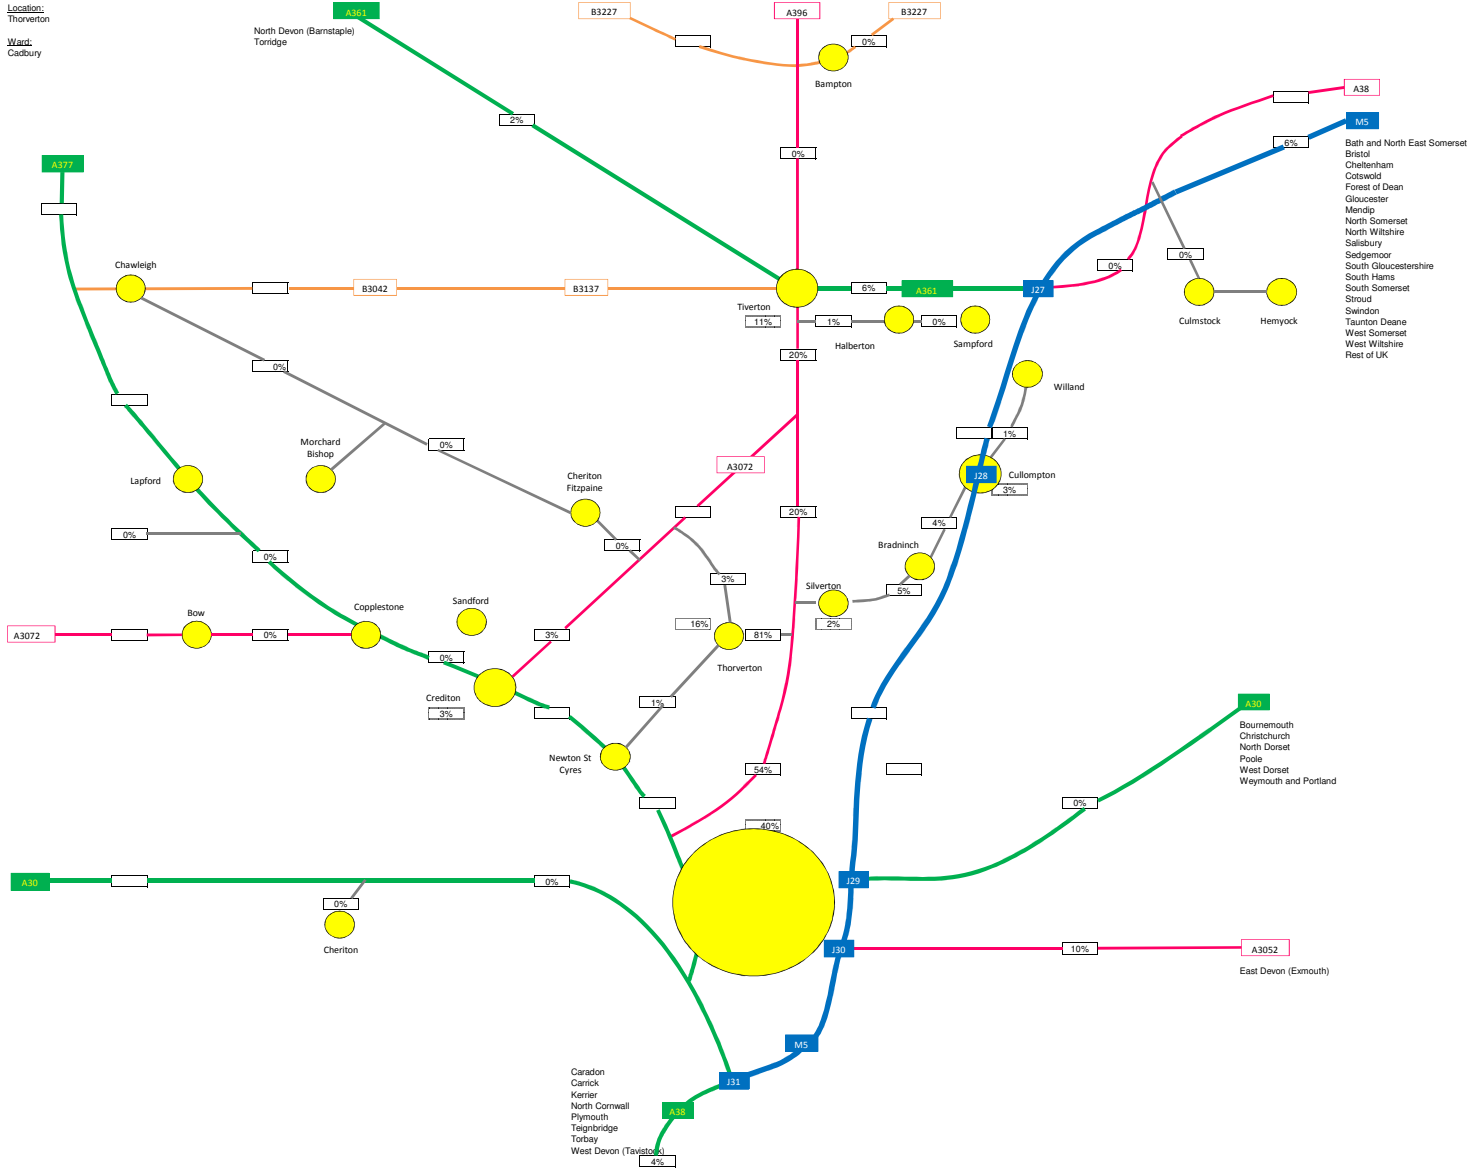 Location:
Thorverton
Ward:
Cadbury
A361
North Devon (Barnstaple)
Torridge
B3227
A396
B3227
0%
Bampton
A38
M5
6%
Bath and North East Somerset
Bristol
Cheltenham
Cotswold
Forest of Dean
Gloucester
Mendip
North Somerset
North Wiltshire
Salisbury
Sedgemoor
South Gloucestershire
South Hams
South Somerset
Stroud
Swindon
Taunton Deane
West Somerset
West Wiltshire
Rest of UK
2%
0%
A377
Chawleigh
B3042
B3137
Tiverton
11%
6%
A361
J27
0%
0%
Culmstock
Hemyock
1%
Halberton
0%
Sampford
20%
0%
Willand
1%
Morchard
Bishop
0%
A3072
J28
Cullompton
3%
Lapford
Cheriton
Fitzpaine
20%
4%
0%
0%
0%
Bradninch
5%
3%
Silverton
2%
A3072
Bow
0%
Copplestone
Sandford
3%
16%
81%
Thorverton
0%
Crediton
3%
1%
Newton St
Cyres
54%
A30
Bournemouth
Christchurch
North Dorset
Poole
West Dorset
Weymouth and Portland
0%
40%
A30
0%
J29
0%
Cheriton
J30
10%
A3052
East Devon (Exmouth)
M5
J31
Caradon
Carrick
Kerrier
North Cornwall
Plymouth
Teignbridge
Torbay
West Devon (Tavistock)
A38
4%